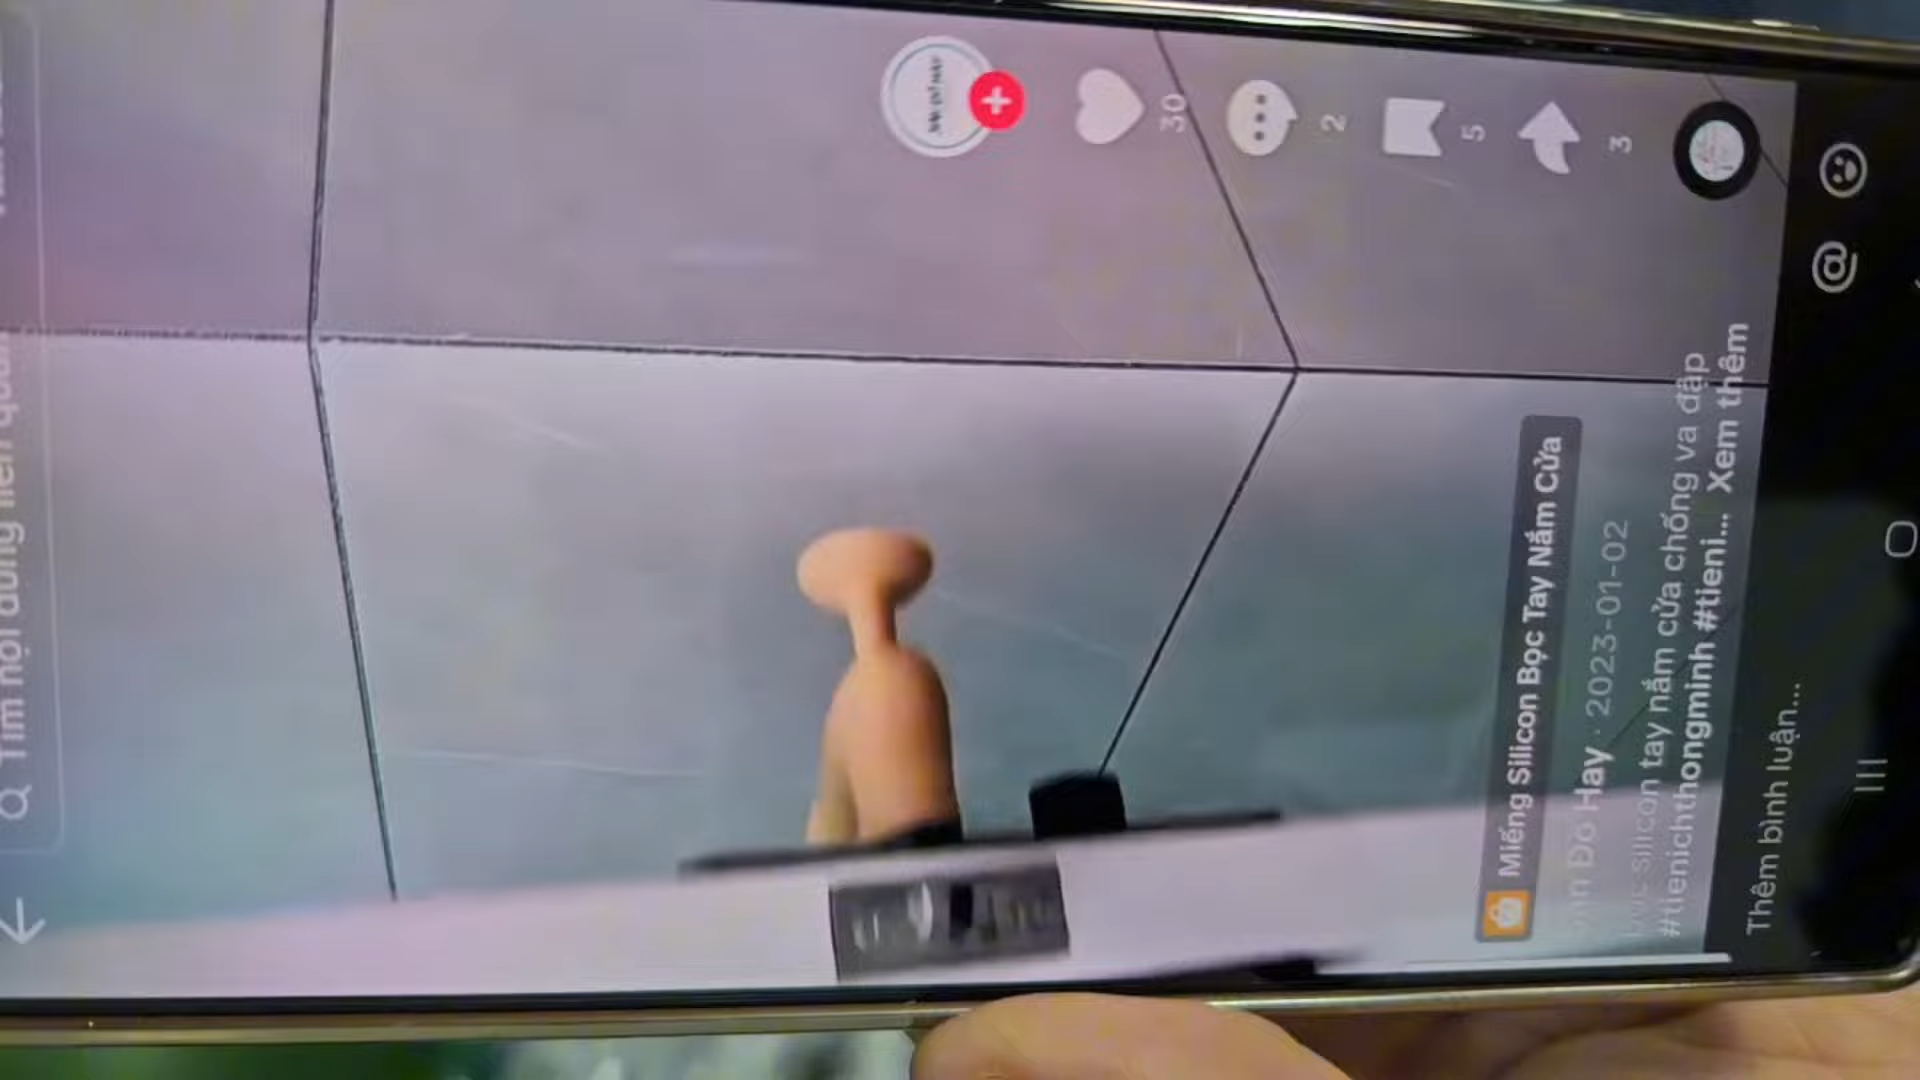 Tìm nội dung liên quan
30
2
5
3
Miếng Silicon Bọc Tay Nắm Cửa
Hay · 2023-01-02
silicon tay nắm cửa chống va đập
#tienichthongminh #tieni... Xem thêm
Thêm bình luận...
@